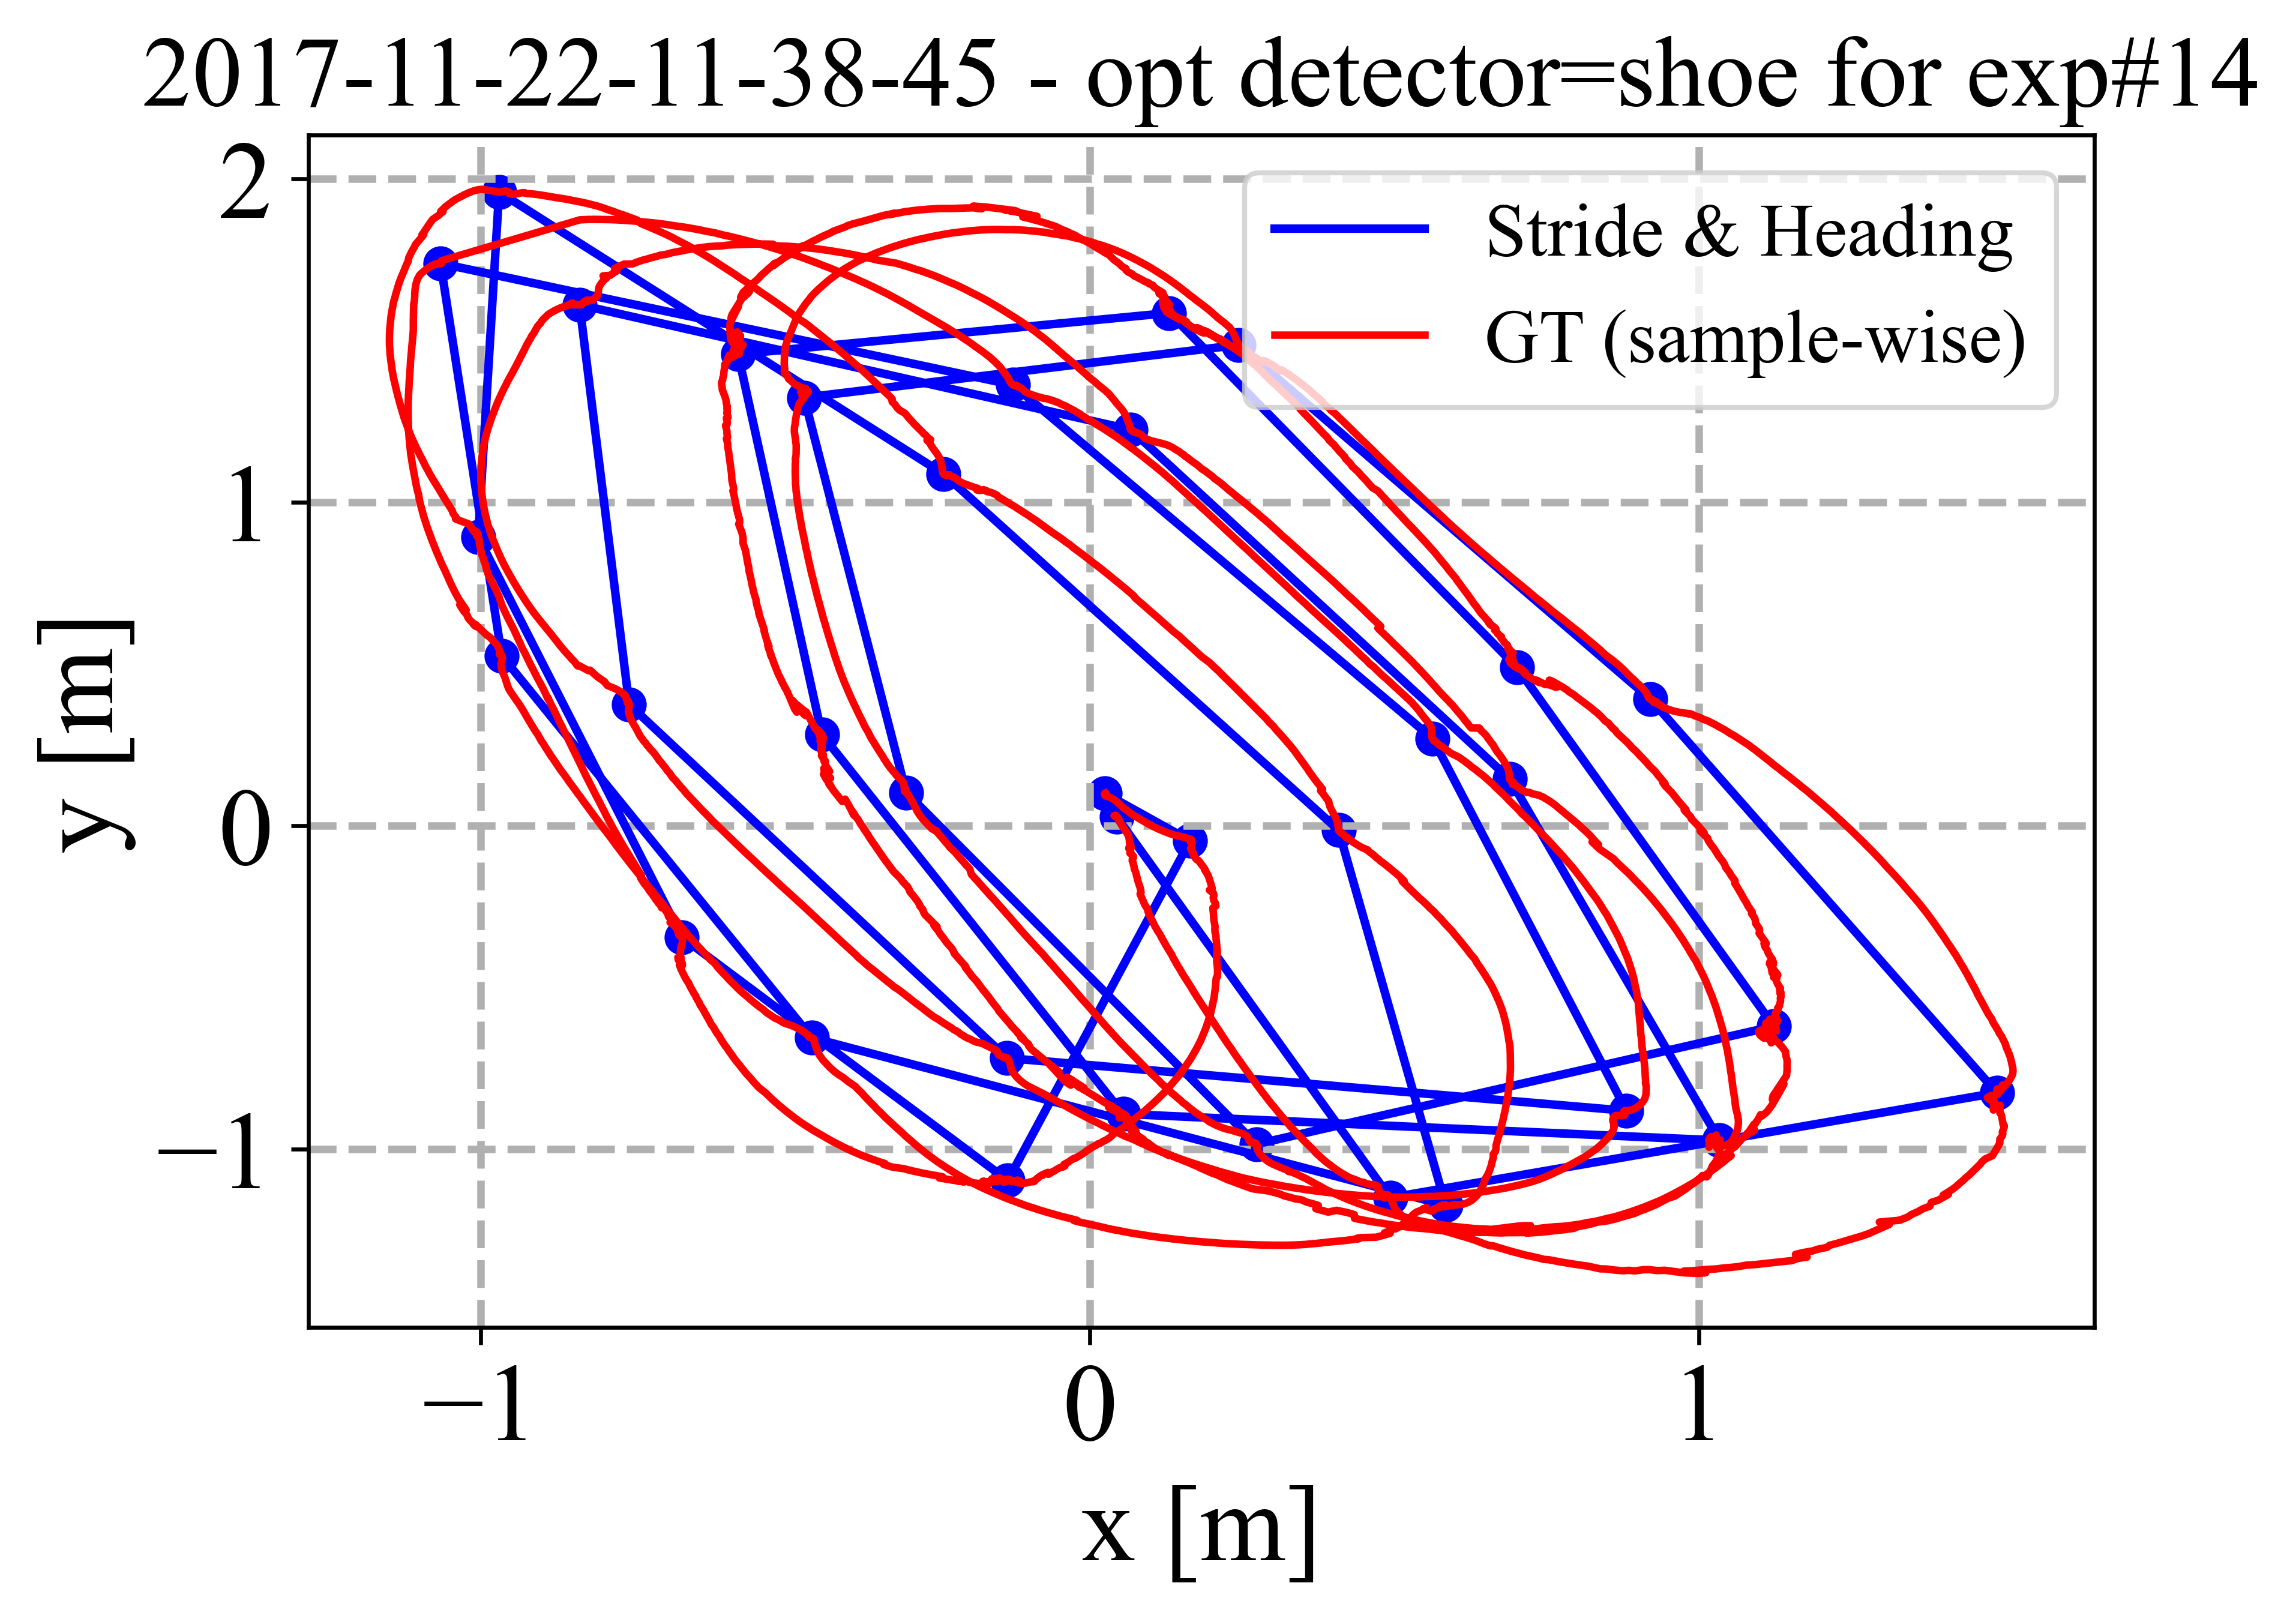 2017-11-22-11-38-45 - opt detector=shoe for exp#14
Stride & Heading
GT (sample-wise)
2
1
0
−1
y [m]
−1
0
1
x [m]